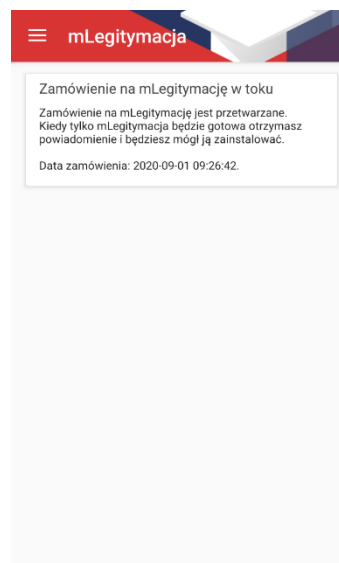 mLegitymacja
Zamówienie na mLegitymację w toku
Zamówienie na mLegitymację jest przetwarzane.
Kiedy tylko mLegitymacja będzie gotowa otrzymasz
powiadomienie i będziesz mógł ją zainstalować.
Data zamówienia: 2020-09-01 09:26:42.